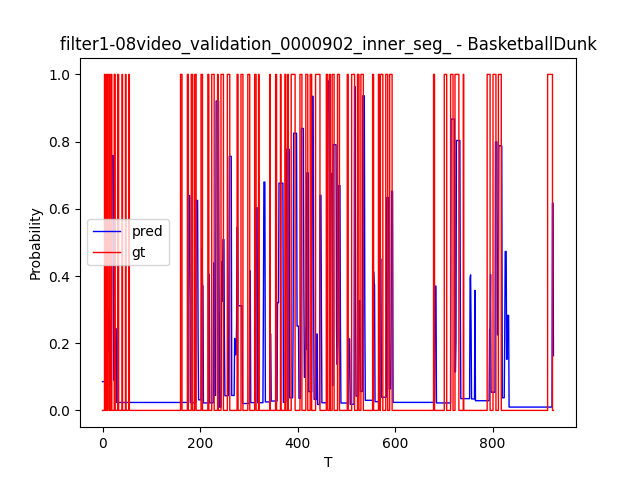 filter1-08video_validation_0000902_inner_seg_ - BasketballDunk
1.0
0.8
0.6
0.4
0.2
0.0
Probability
pred
gt
0
200
400
600
800
T